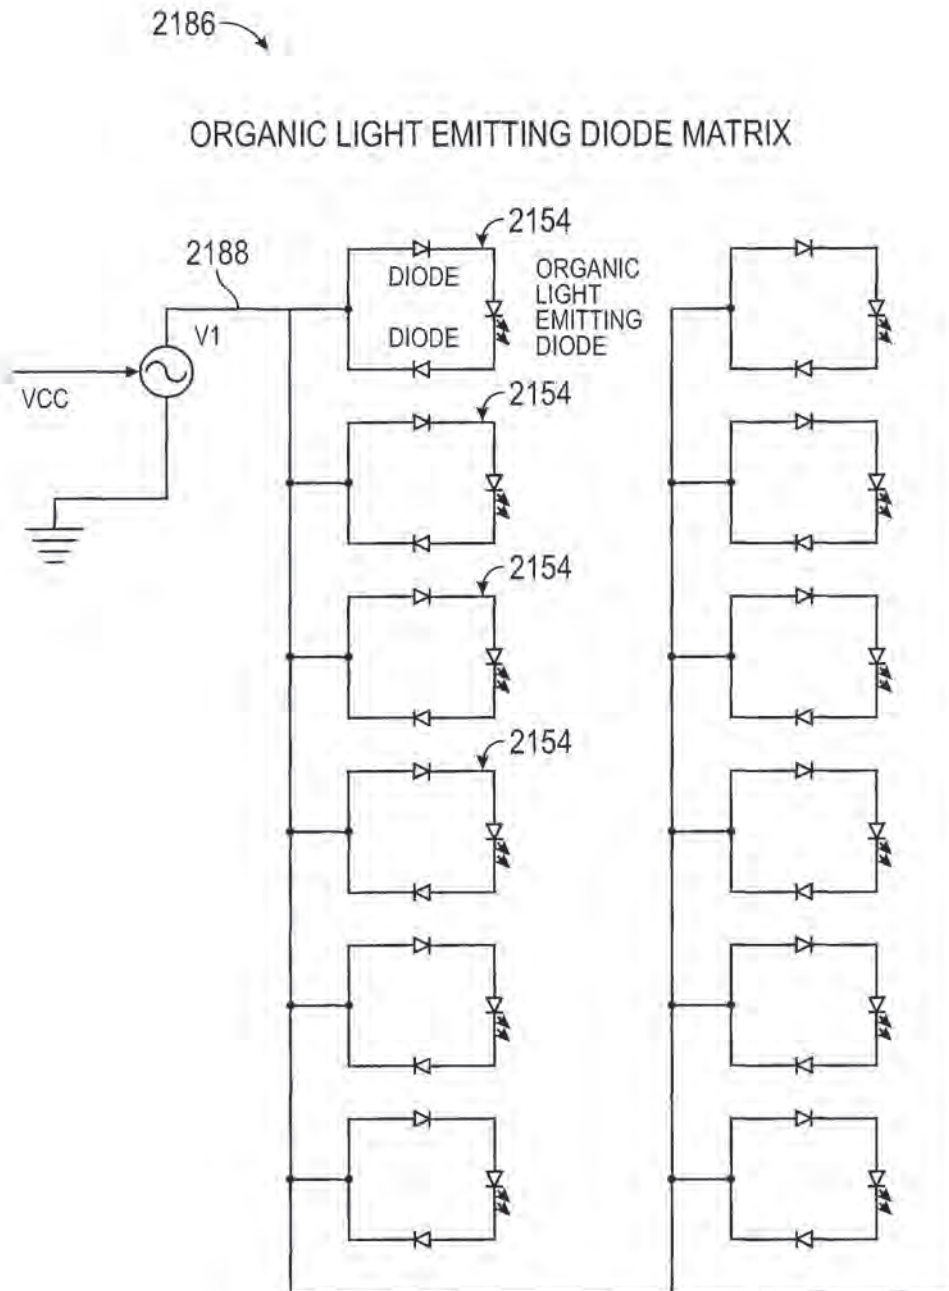 2186
ORGANIC LIGHT EMITTING DIODE MATRIX
2154
2188
DIODE
ORGANIC
LIGHT
EMITTING
DIODE
V1
DIODE
VCC
2154
2154
2154